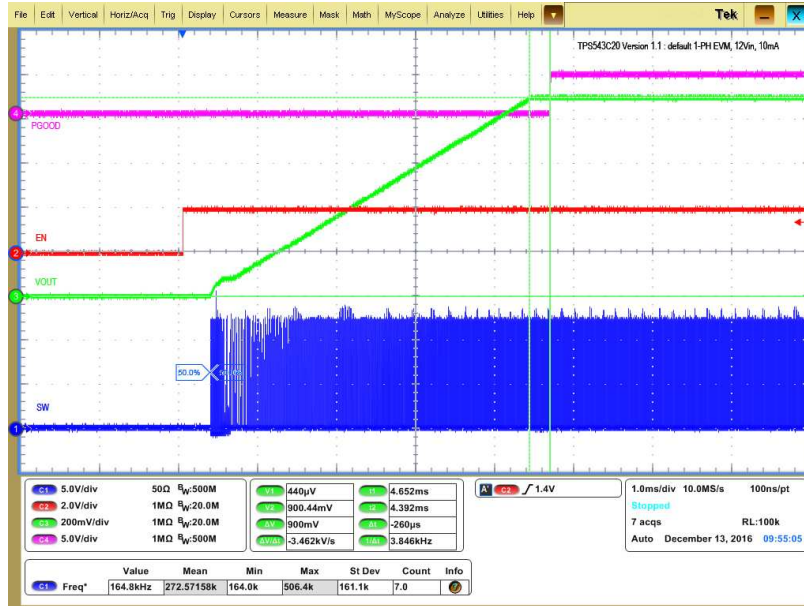 File Edit Vertical Horiz/Acq Trig Display Cursors Measure Mask Math MyScope Analyze Utilities Help Tek X
TPS543C20 Version 1.1 : default 1-PH EVM, 12Vin, 10mA
4
PGOOD
EN
2
VOUT
3
50.0%
SW
1
C1 5.0V/div 50Ω BW:500M
C2 2.0V/div 1MΩ BW:20.0M
C3 200mV/div 1MΩ BW:20.0M
C4 5.0V/div 1MΩ BW:500M
V1 440µV t1 4.652ms
V2 900.44mV t2 4.392ms
ΔV 900mV Δt -260µs
ΔV/Δt -3.462kV/s 1/Δt 3.846kHz
A' C2 1.4V
1.0ms/div 10.0MS/s 100ns/pt
Stopped
7 acqs RL:100k
Auto December 13, 2016 09:55:05
Value Mean Min Max St Dev Count Info
C1 Freq* 164.8kHz 272.57158k 164.0k 506.4k 161.1k 7.0